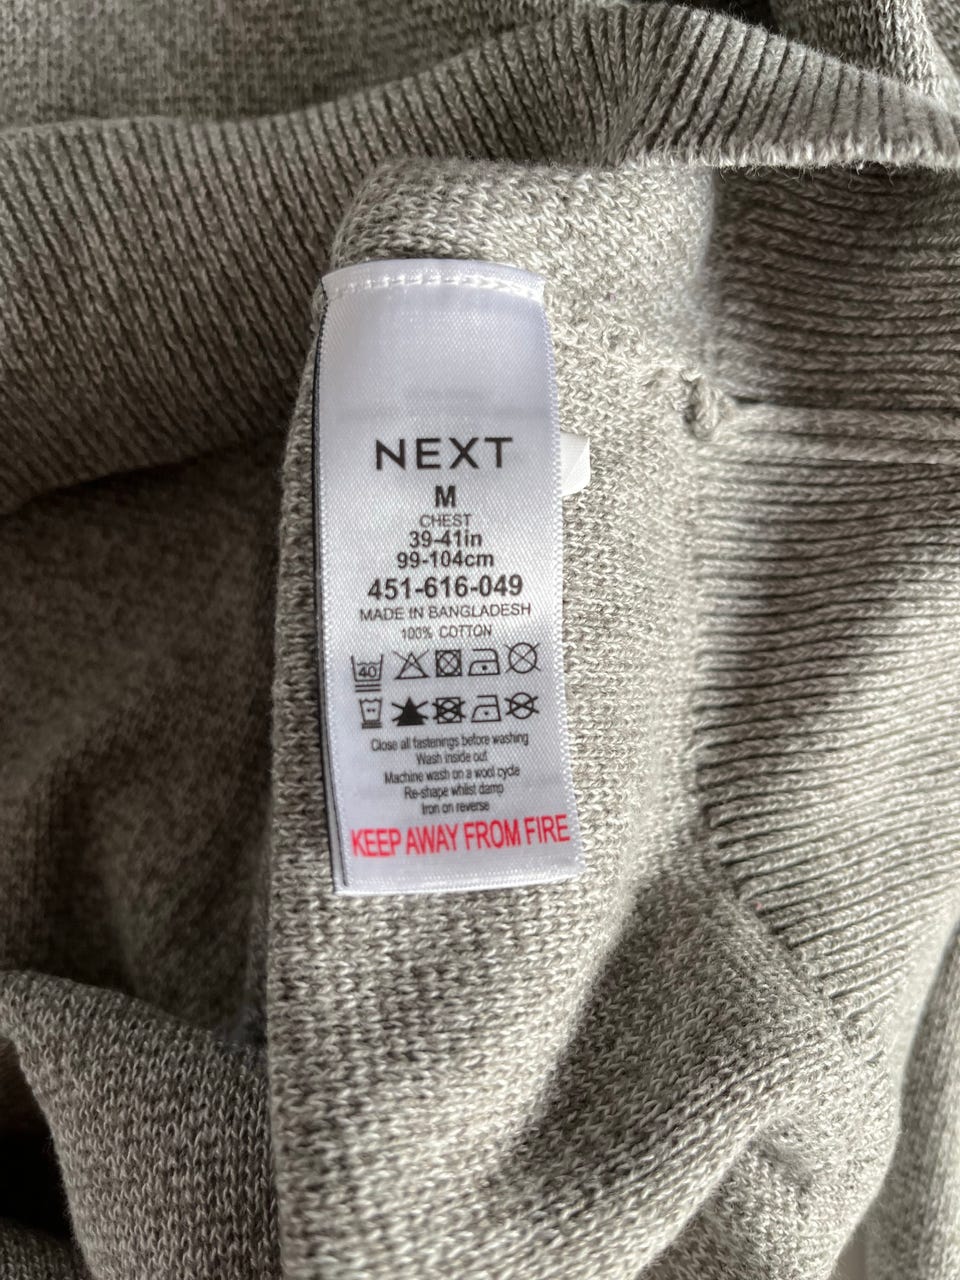 NEXT
M
CHEST
39-41in
99-104cm
451-616-049
MADE IN BANGLADESH
100% COTTON
40
Close all fastenings before washing
Wash inside out
Machine wash on a wool cycle
Re-shape whilst damp
Iron on reverse
KEEP AWAY FROM FIRE